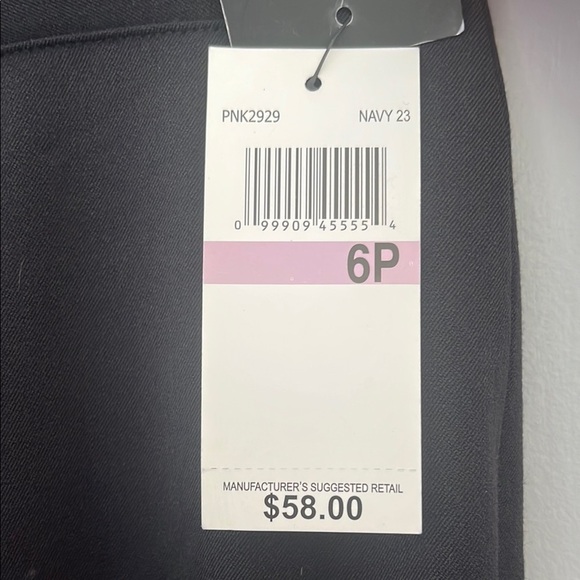 PNK2929 NAVY 23
0 99909 45555 4
6P
MANUFACTURER'S SUGGESTED RETAIL
$58.00